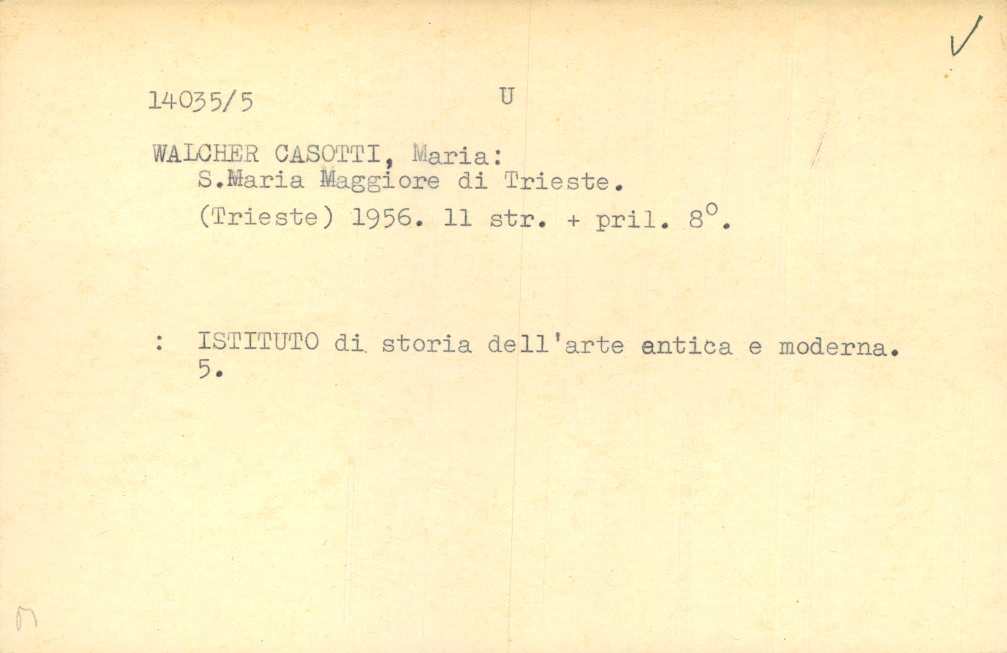 14035/5 U
WALCHER CASOTTI, Maria:
S.Maria Maggiore di Trieste.
(Trieste) 1956. 11 str. + pril. 8°.
: ISTITUTO di storia dell'arte antica e moderna.
5.